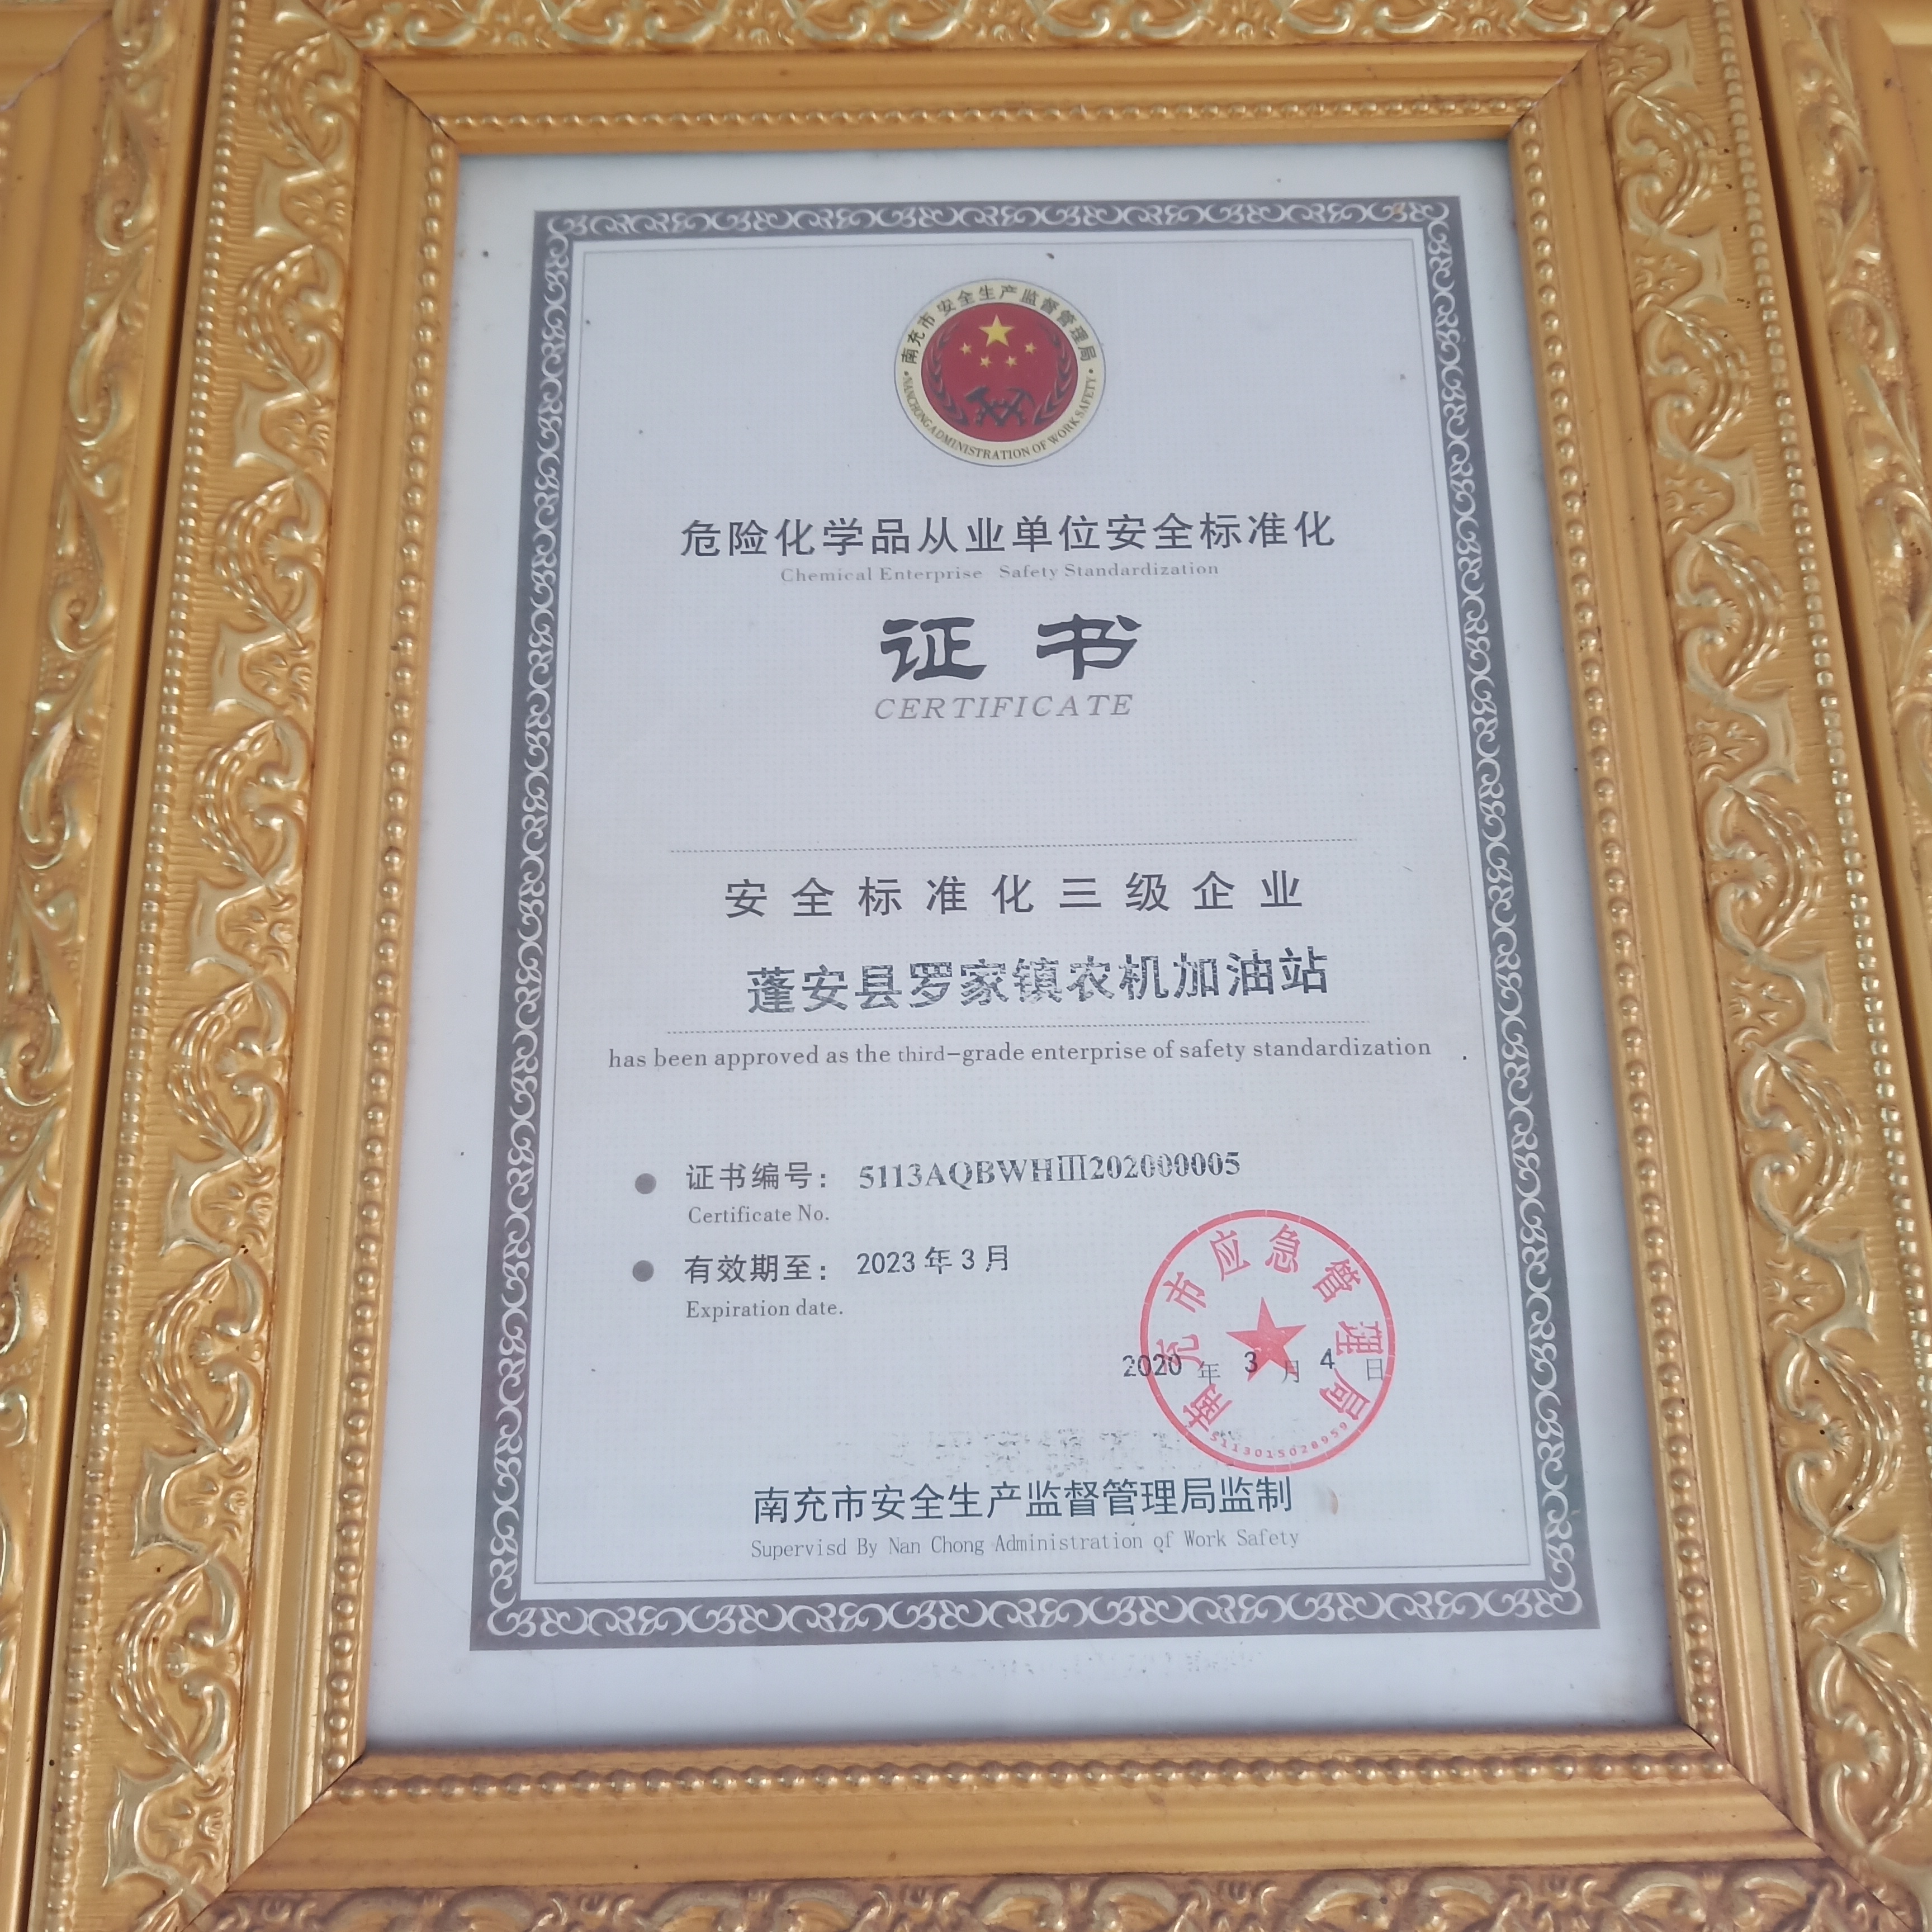 南充市安全生产监督管理局
NANCHONG ADMINISTRATION OF WORK SAFETY
危险化学品从业单位安全标准化
Chemical Enterprise Safety Standardization
证书
CERTIFICATE
安全标准化三级企业
蓬安县罗家镇农机加油站
has been approved as the third-grade enterprise of safety standardization .
证书编号： 5113AQBWHⅢ202000005
Certificate No.
有效期至： 2023年3月
Expiration date.
南充市应急管理局
2020年3月4日
5113015028959
南充市安全生产监督管理局监制
Supervisd By Nan Chong Administration of Work Safety